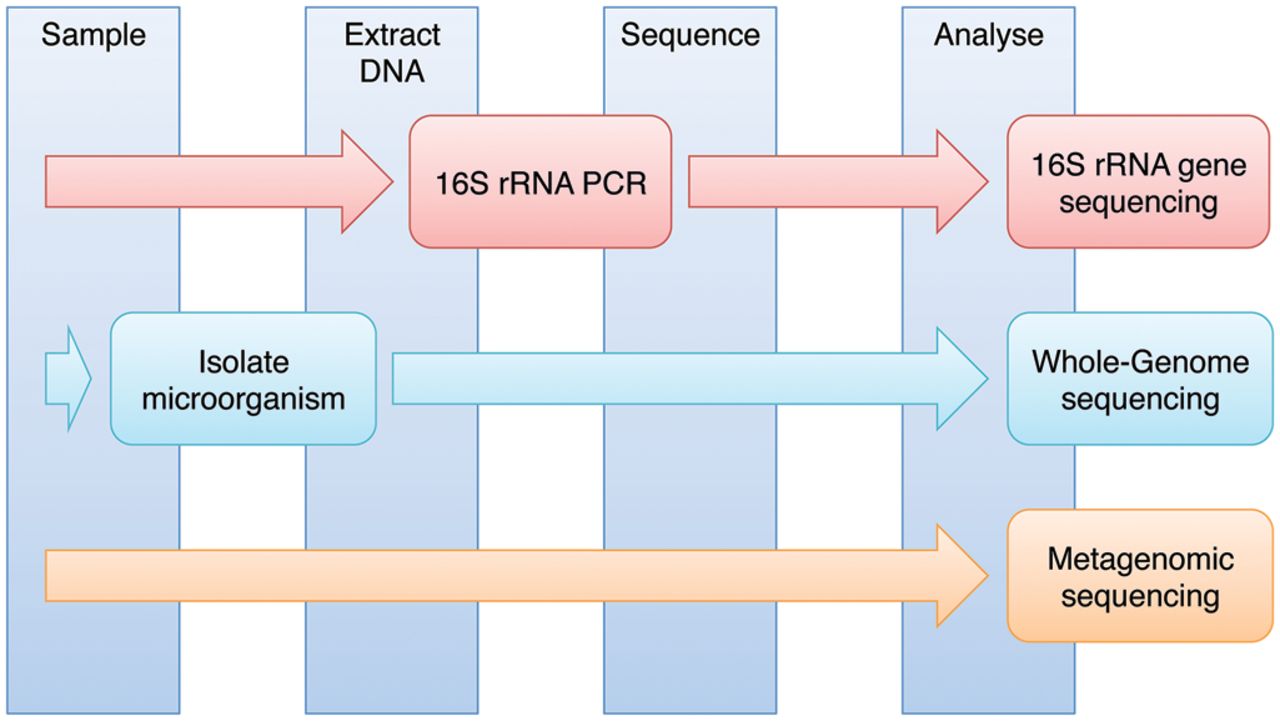 Sample
Extract
DNA
Sequence
Analyse
16S rRNA PCR
16S rRNA gene
sequencing
Isolate
microorganism
Whole-Genome
sequencing
Metagenomic
sequencing